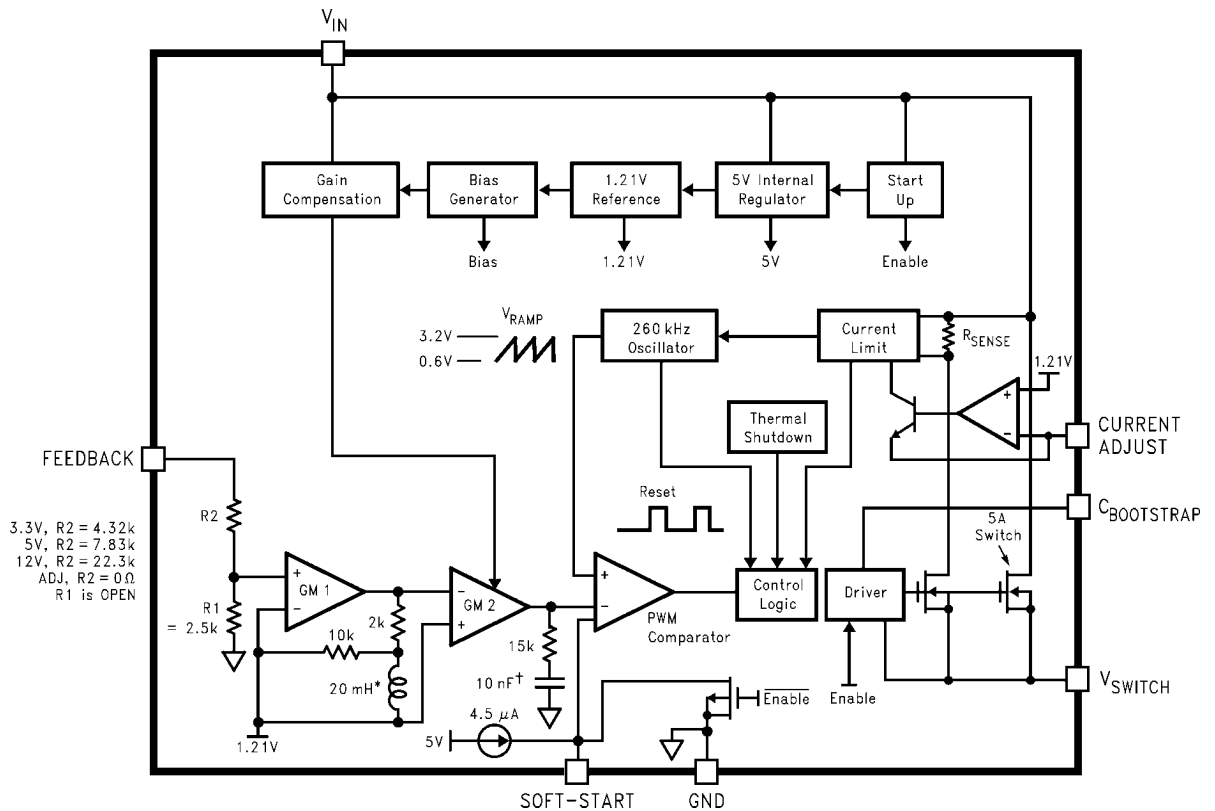 VIN
Gain
Compensation
Bias
Generator
1.21V
Reference
5V Internal
Regulator
Start
Up
Bias
1.21V
5V
Enable
VRAMP
3.2V
0.6V
260 kHz
Oscillator
Current
Limit
RSENSE
1.21V
Thermal
Shutdown
CURRENT
ADJUST
FEEDBACK
Reset
CBOOTSTRAP
5A
Switch
R2
3.3V, R2 = 4.32k
5V, R2 = 7.83k
12V, R2 = 22.3k
ADJ, R2 = 0Ω
R1 is OPEN
R1
= 2.5k
+
GM 1
−
2k
10k
20 mH*
1.21V
−
GM 2
+
15k
10 nF†
+
−
PWM
Comparator
Control
Logic
Driver
Enable
Enable
VSWITCH
4.5 µA
5V
+
−
SOFT-START
GND